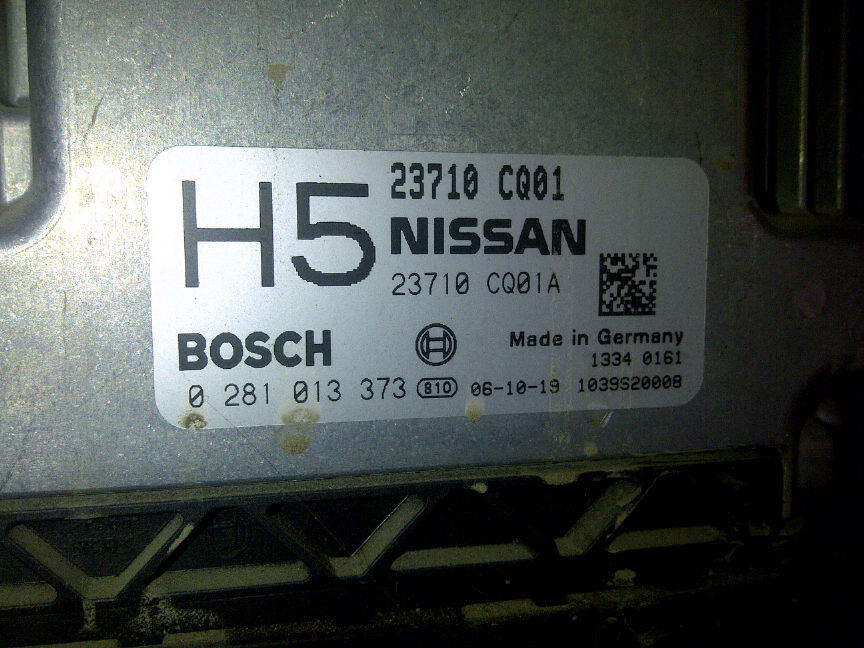 H5
23710 CQ01
NISSAN
23710 CQ01A
BOSCH
Made in Germany
1334 0161
0 281 013 373 810 06-10-19 1039S20008